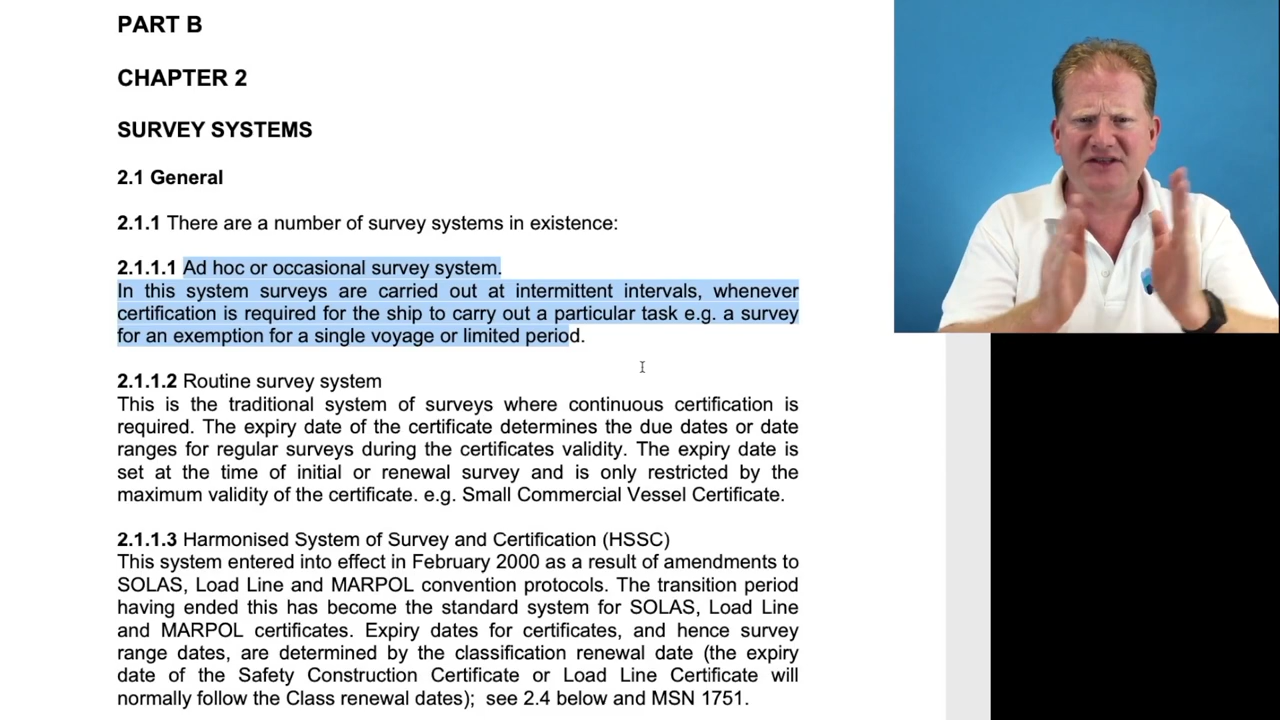 PART B
CHAPTER 2
SURVEY SYSTEMS
2.1 General
2.1.1 There are a number of survey systems in existence:
2.1.1.1 Ad hoc or occasional survey system.
In this system surveys are carried out at intermittent intervals, whenever
certification is required for the ship to carry out a particular task e.g. a survey
for an exemption for a single voyage or limited period.
2.1.1.2 Routine survey system
This is the traditional system of surveys where continuous certification is
required. The expiry date of the certificate determines the due dates or date
ranges for regular surveys during the certificates validity. The expiry date is
set at the time of initial or renewal survey and is only restricted by the
maximum validity of the certificate. e.g. Small Commercial Vessel Certificate.
2.1.1.3 Harmonised System of Survey and Certification (HSSC)
This system entered into effect in February 2000 as a result of amendments to
SOLAS, Load Line and MARPOL convention protocols. The transition period
having ended this has become the standard system for SOLAS, Load Line
and MARPOL certificates. Expiry dates for certificates, and hence survey
range dates, are determined by the classification renewal date (the expiry
date of the Safety Construction Certificate or Load Line Certificate will
normally follow the Class renewal dates); see 2.4 below and MSN 1751.